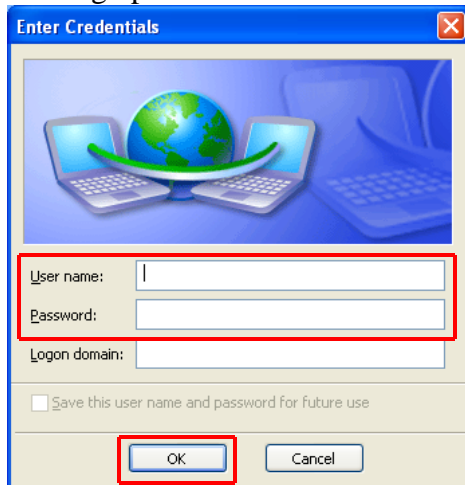 Enter Credentials
User name:
Password:
Logon domain:
Save this user name and password for future use
OK Cancel